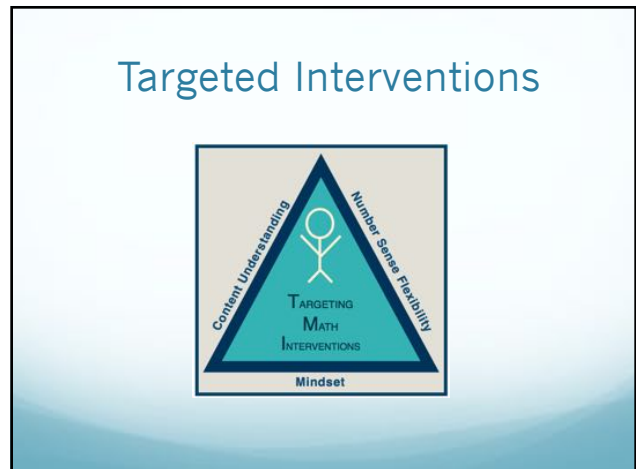 Targeted Interventions
Content Understanding
Number Sense Flexibility
TARGETING
MATH
INTERVENTIONS
Mindset